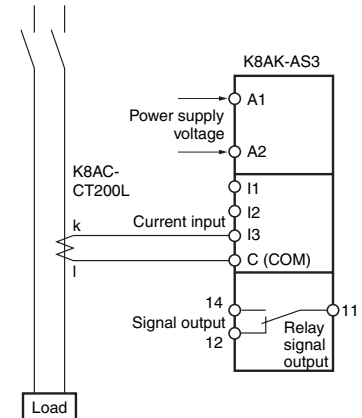 K8AK-AS3
A1
Power supply
voltage
A2
K8AC-
CT200L
I1
I2
k
Current input
I3
C (COM)
l
14
11
Signal output
Relay
signal
output
12
Load